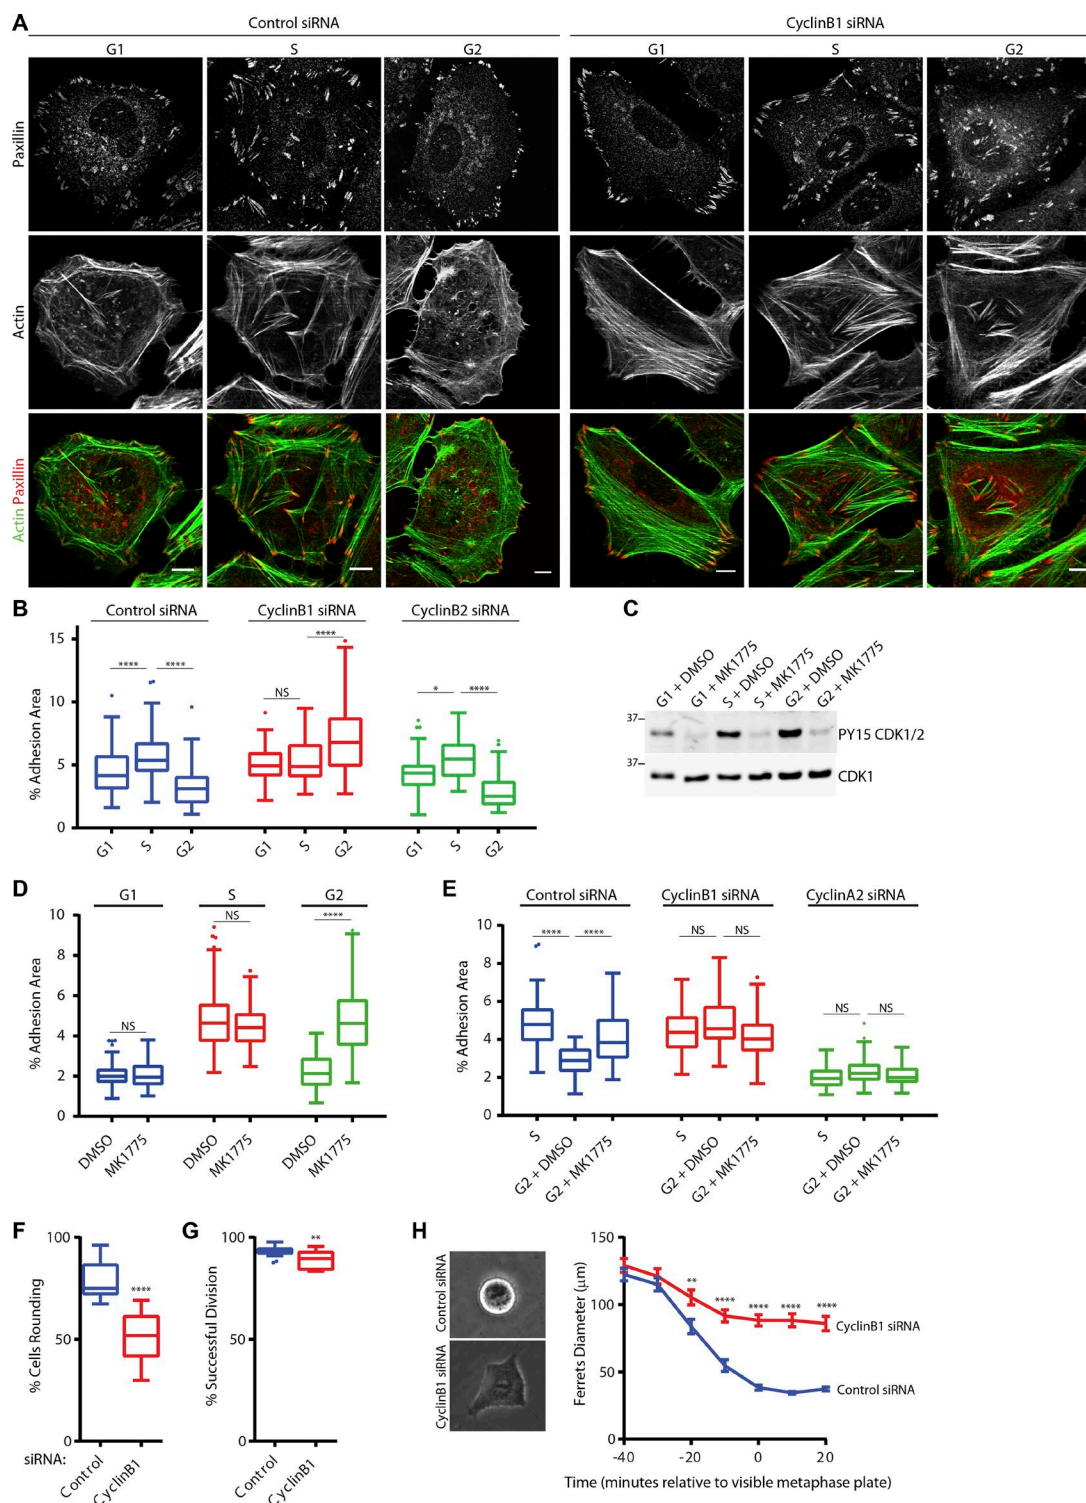 A
Control siRNA
CyclinB1 siRNA
G1
S
G2
G1
S
G2
Paxillin
Actin
Actin Paxillin
B
Control siRNA
CyclinB1 siRNA
CyclinB2 siRNA
% Adhesion Area
15
10
5
0
****
****
NS
****
*
****
G1
S
G2
G1
S
G2
G1
S
G2
C
G1 + DMSO
G1 + MK1775
S + DMSO
S + MK1775
G2 + DMSO
G2 + MK1775
37
PY15 CDK1/2
37
CDK1
D
G1
S
G2
% Adhesion Area
10
8
6
4
2
0
NS
NS
****
DMSO
MK1775
DMSO
MK1775
DMSO
MK1775
E
Control siRNA
CyclinB1 siRNA
CyclinA2 siRNA
% Adhesion Area
10
8
6
4
2
0
****
****
NS
NS
NS
NS
S
G2 + DMSO
G2 + MK1775
S
G2 + DMSO
G2 + MK1775
S
G2 + DMSO
G2 + MK1775
F
% Cells Rounding
100
50
0
****
siRNA:
Control
CyclinB1
G
% Successful Division
100
50
0
**
Control
CyclinB1
H
Control siRNA
CyclinB1 siRNA
Ferrets Diameter (μm)
150
100
50
0
**
****
****
****
****
CyclinB1 siRNA
Control siRNA
-40
-20
0
20
Time (minutes relative to visible metaphase plate)